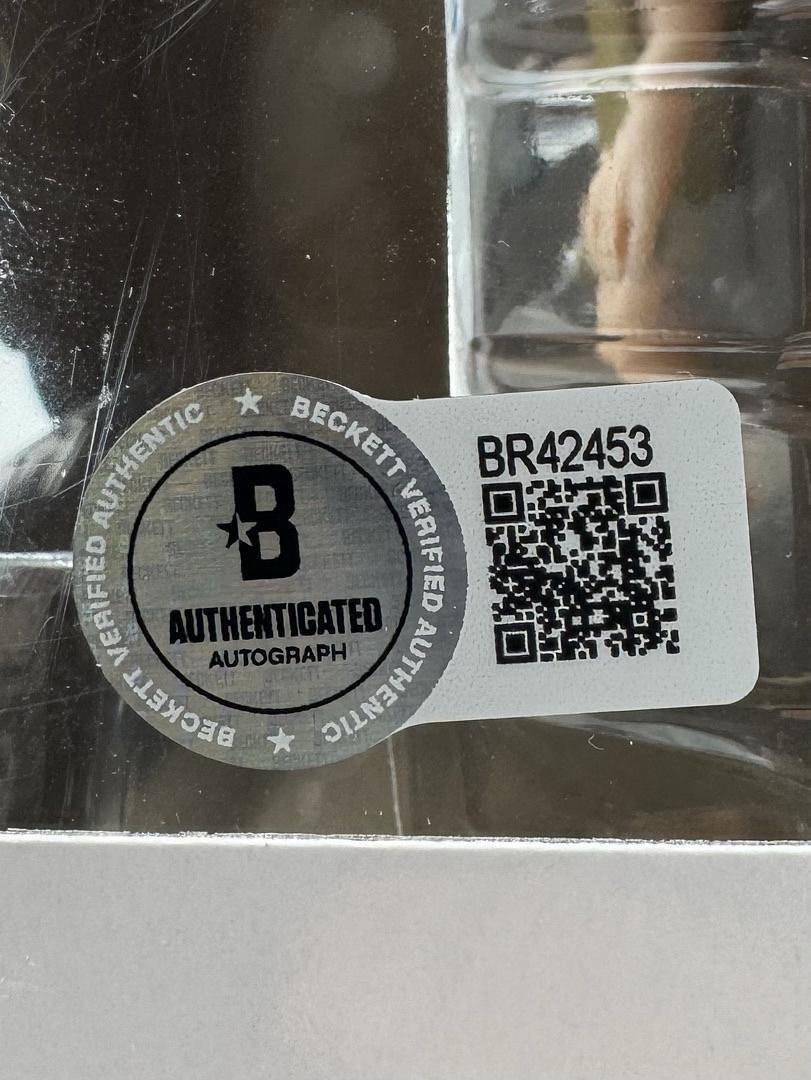 BECKETT VERIFIED AUTHENTIC ★ BECKETT VERIFIED AUTHENTIC ★
B
AUTHENTICATED
AUTOGRAPH
BR42453